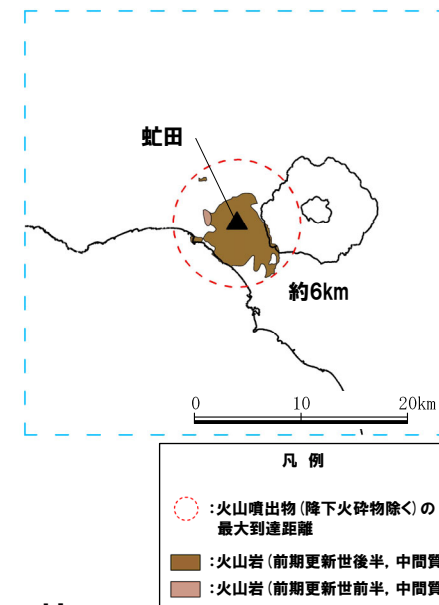 虻田
約6km
0 10 20km
凡 例
:火山噴出物(降下火砕物除く)の
最大到達距離
:火山岩(前期更新世後半, 中間質
:火山岩(前期更新世前半, 中間質